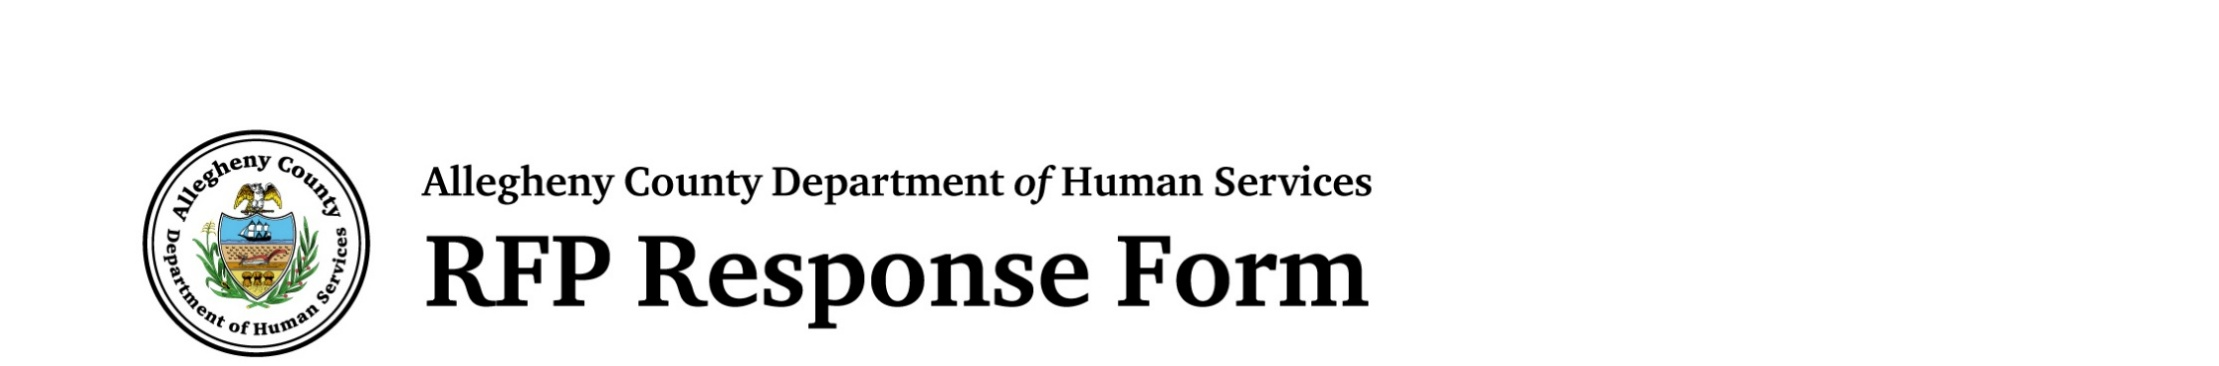 Allegheny County
Department of Human Services
Allegheny County Department of Human Services
RFP Response Form